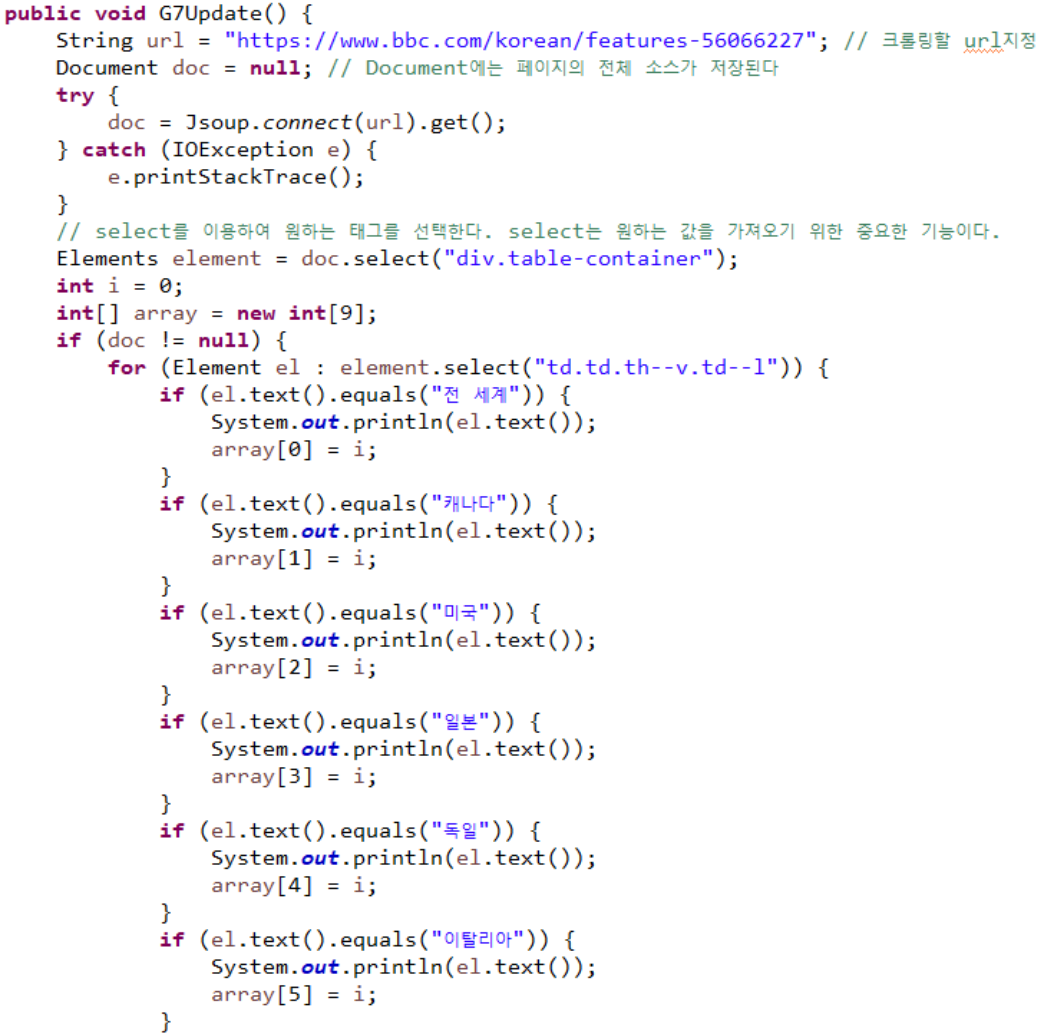 public void G7Update() {
String url = "https://www.bbc.com/korean/features-56066227"; // 크롤링할 url지정
Document doc = null; // Document에는 페이지의 전체 소스가 저장된다
try {
doc = Jsoup.connect(url).get();
} catch (IOException e) {
e.printStackTrace();
}
// select를 이용하여 원하는 태그를 선택한다. select는 원하는 값을 가져오기 위한 중요한 기능이다.
Elements element = doc.select("div.table-container");
int i = 0;
int[] array = new int[9];
if (doc != null) {
for (Element el : element.select("td.td.th--v.td--l")) {
if (el.text().equals("전 세계")) {
System.out.println(el.text());
array[0] = i;
}
if (el.text().equals("캐나다")) {
System.out.println(el.text());
array[1] = i;
}
if (el.text().equals("미국")) {
System.out.println(el.text());
array[2] = i;
}
if (el.text().equals("일본")) {
System.out.println(el.text());
array[3] = i;
}
if (el.text().equals("독일")) {
System.out.println(el.text());
array[4] = i;
}
if (el.text().equals("이탈리아")) {
System.out.println(el.text());
array[5] = i;
}